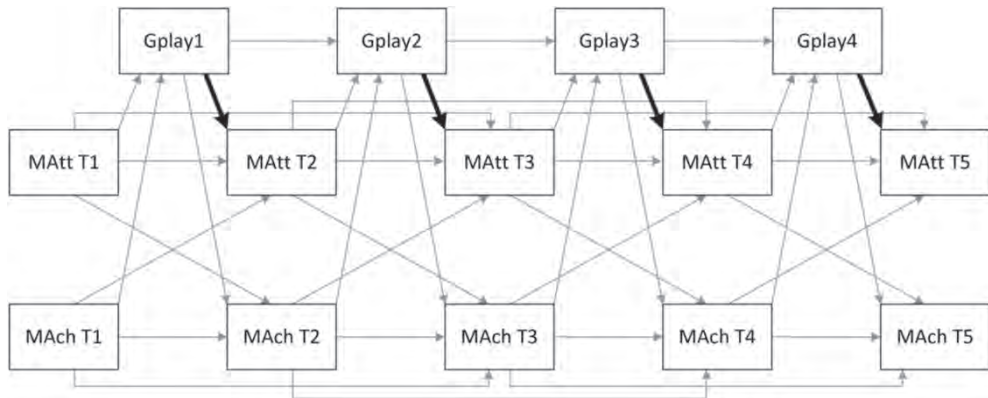 Gplay1 Gplay2 Gplay3 Gplay4
MAtt T1 MAtt T2 MAtt T3 MAtt T4 MAtt T5
MAch T1 MAch T2 MAch T3 MAch T4 MAch T5